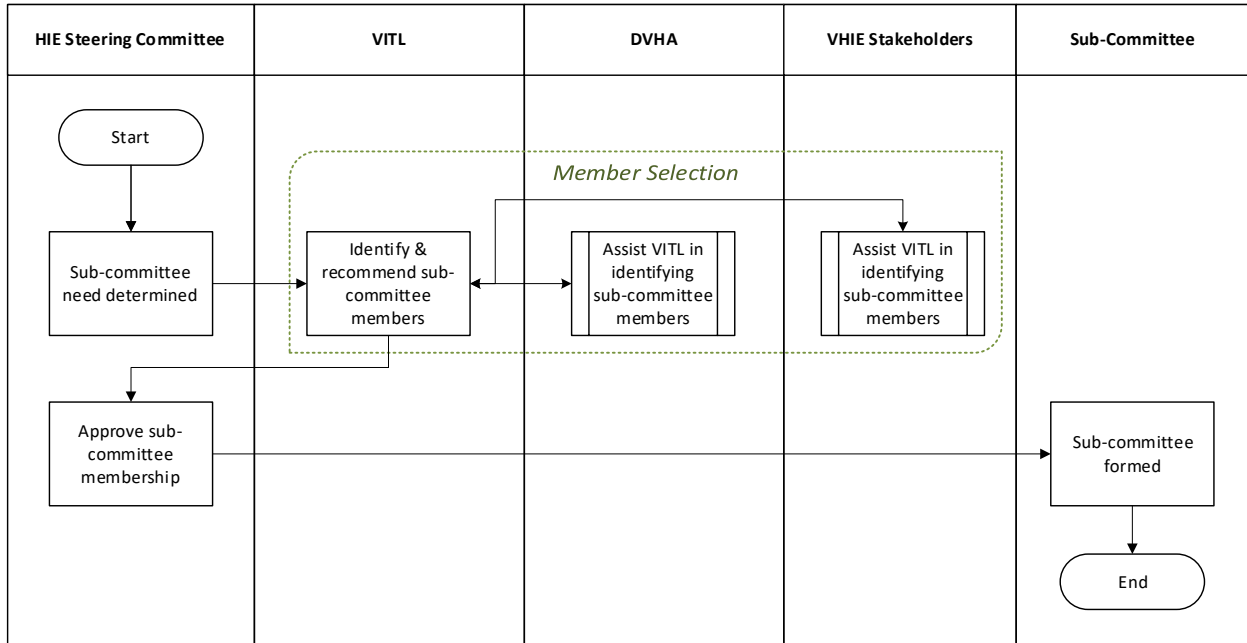 HIE Steering Committee
VITL
DVHA
VHIE Stakeholders
Sub-Committee
Start
Member Selection
Sub-committee
need determined
Identify &
recommend sub-
committee
members
Assist VITL in
identifying
sub-committee
members
Assist VITL in
identifying
sub-committee
members
Approve sub-
committee
membership
Sub-committee
formed
End